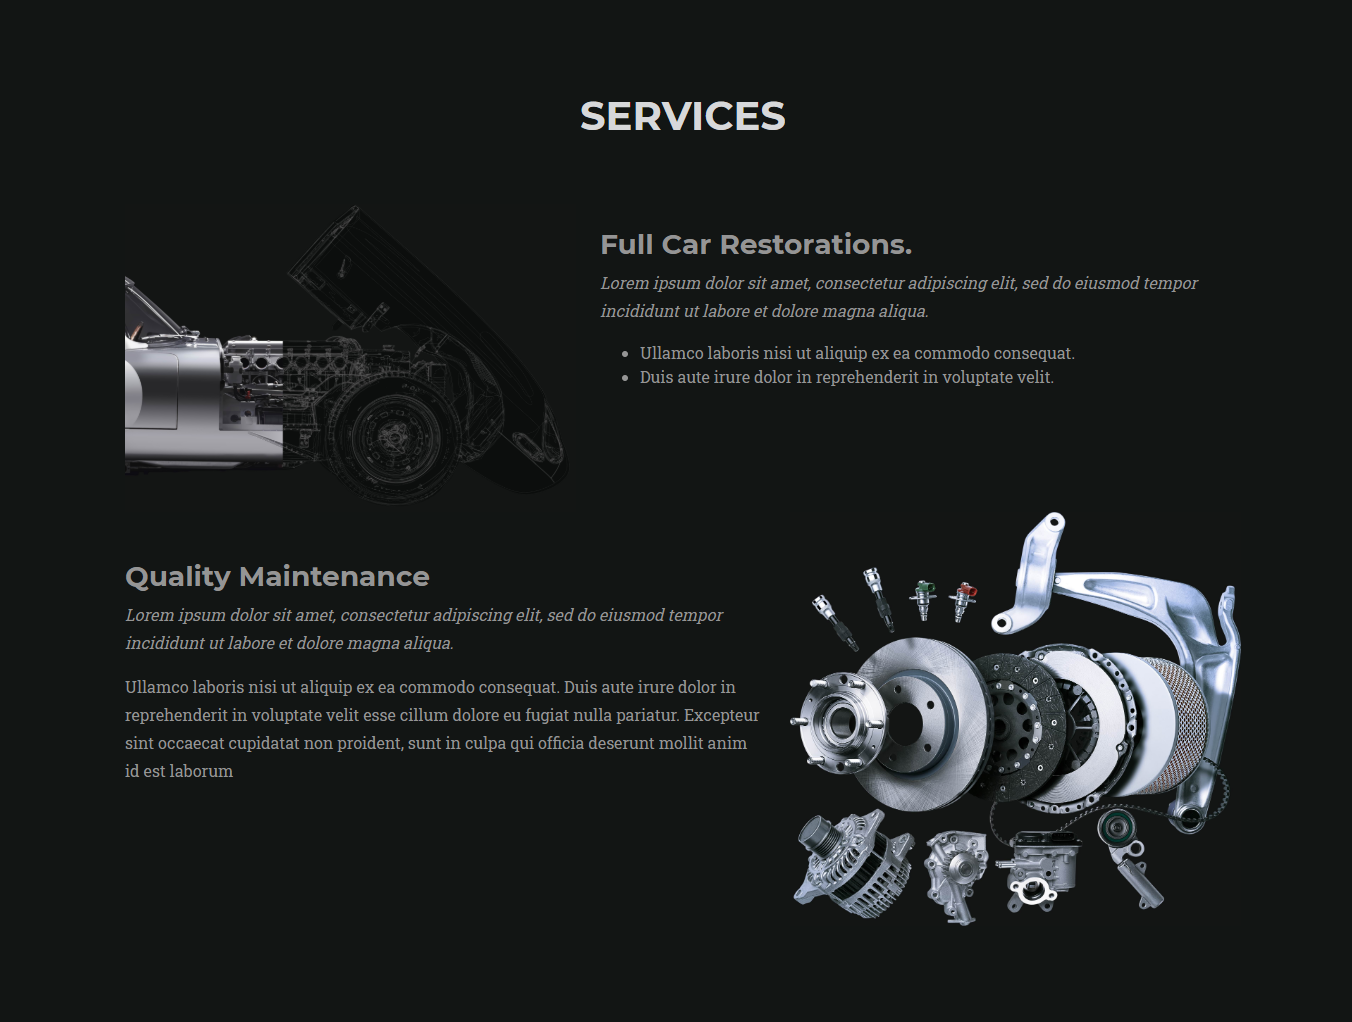 SERVICES
Full Car Restorations.
Lorem ipsum dolor sit amet, consectetur adipiscing elit, sed do eiusmod tempor
incididunt ut labore et dolore magna aliqua.
Ullamco laboris nisi ut aliquip ex ea commodo consequat.
Duis aute irure dolor in reprehenderit in voluptate velit.
Quality Maintenance
Lorem ipsum dolor sit amet, consectetur adipiscing elit, sed do eiusmod tempor
incididunt ut labore et dolore magna aliqua.
Ullamco laboris nisi ut aliquip ex ea commodo consequat. Duis aute irure dolor in
reprehenderit in voluptate velit esse cillum dolore eu fugiat nulla pariatur. Excepteur
sint occaecat cupidatat non proident, sunt in culpa qui officia deserunt mollit anim
id est laborum